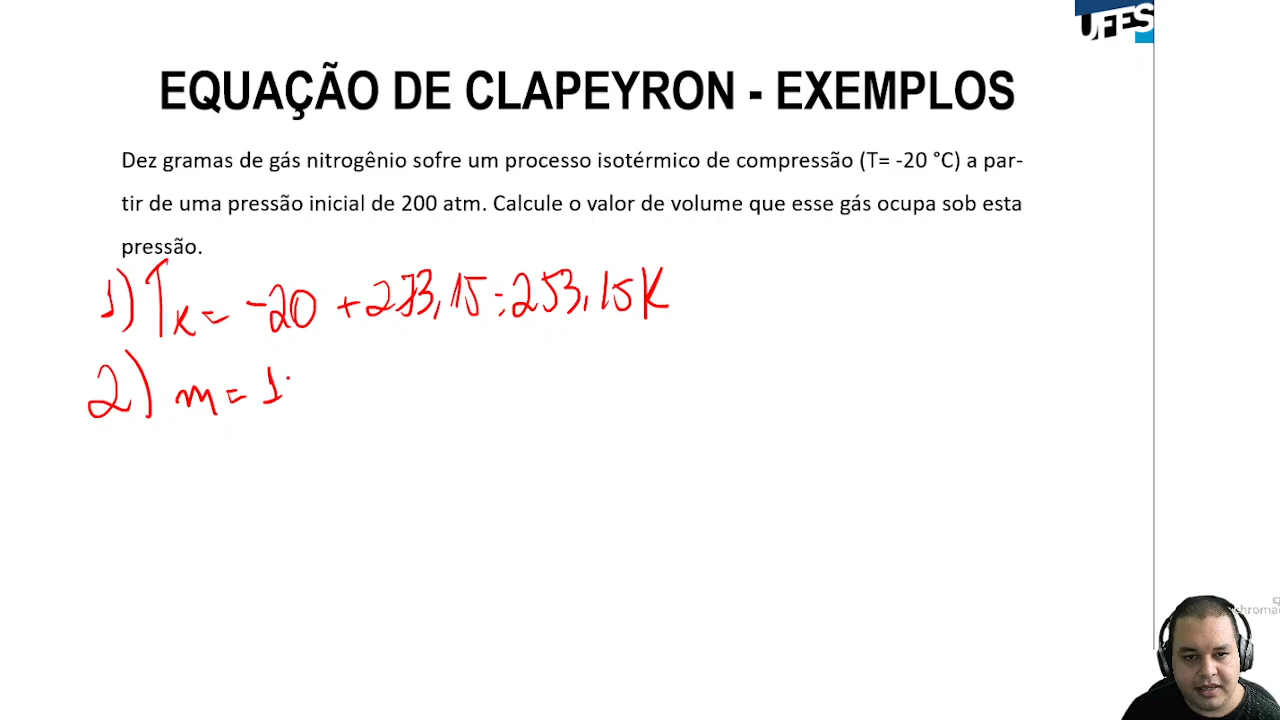 UFES
EQUAÇÃO DE CLAPEYRON - EXEMPLOS
Dez gramas de gás nitrogênio sofre um processo isotérmico de compressão (T= -20 °C) a par-
tir de uma pressão inicial de 200 atm. Calcule o valor de volume que esse gás ocupa sob esta
pressão.
1) TK = -20 + 273,15 = 253,15K
2) m = 1